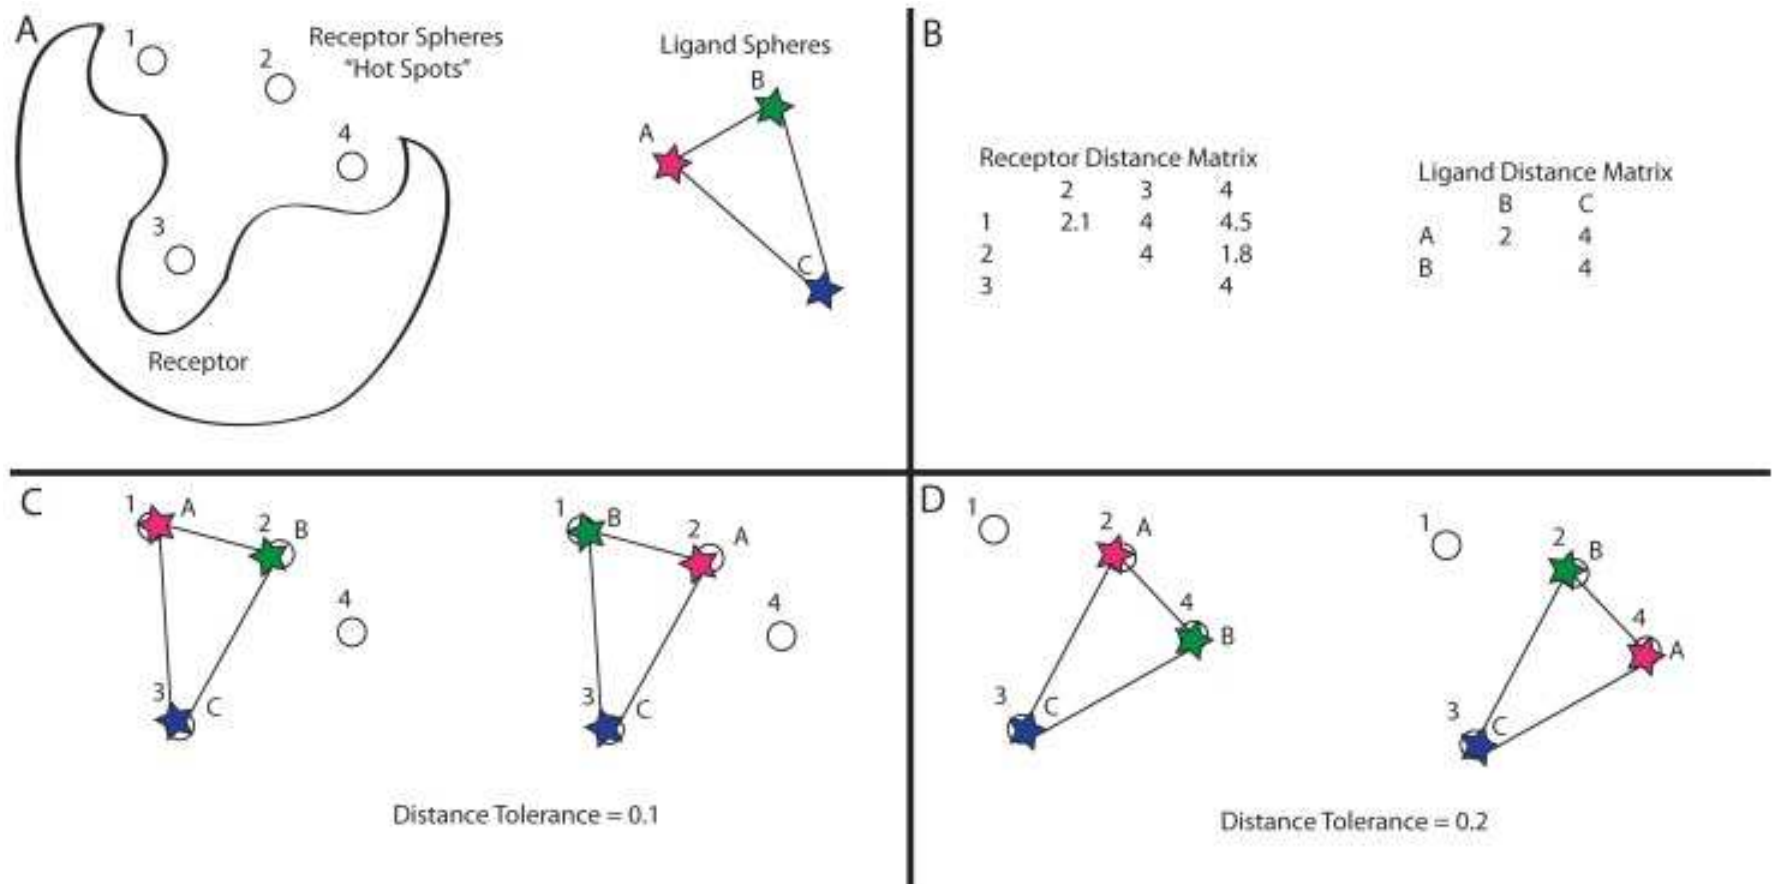 A
1
2
Receptor Spheres
"Hot Spots"
4
3
Receptor
Ligand Spheres
B
A
C
B
Receptor Distance Matrix
2 3 4
1 2.1 4 4.5
2 4 1.8
3 4
Ligand Distance Matrix
B C
A 2 4
B 4
C
1 A
2 B
4
3 C
1 B
2 A
4
3 C
Distance Tolerance = 0.1
D
1
2 A
4 B
3 C
1
2 B
4 A
3 C
Distance Tolerance = 0.2